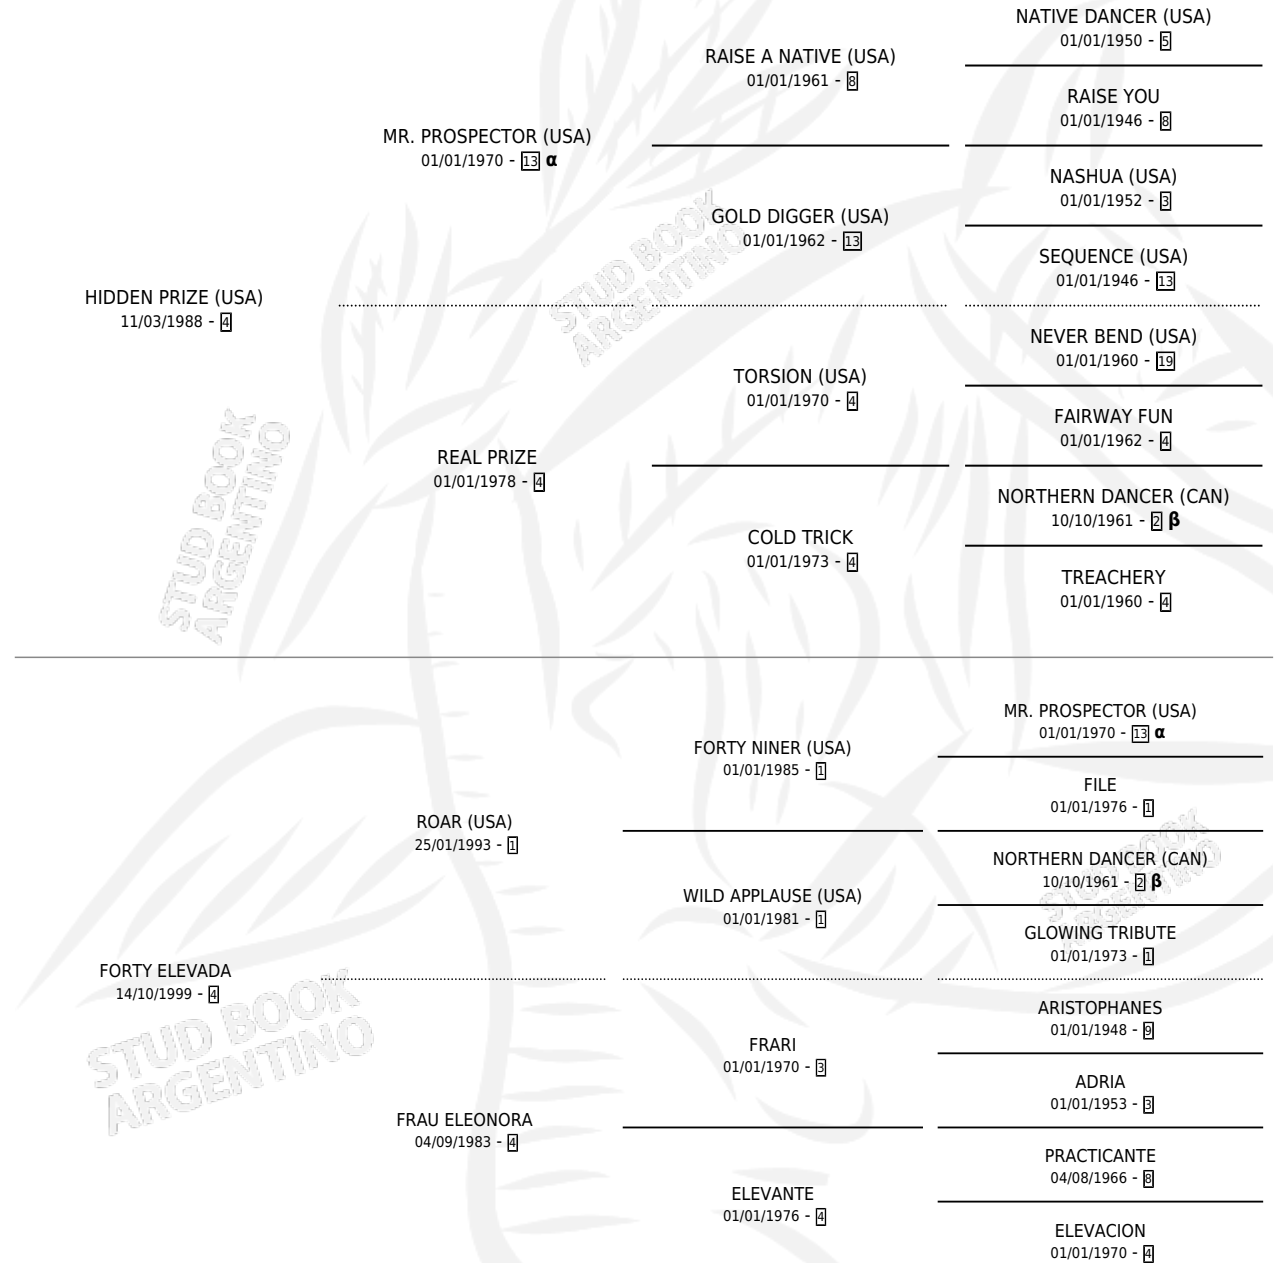 NATIVE DANCER (USA)
01/01/1950 - 5
RAISE A NATIVE (USA)
01/01/1961 - 8
RAISE YOU
01/01/1946 - 8
MR. PROSPECTOR (USA)
01/01/1970 - 13 α
NASHUA (USA)
01/01/1952 - 3
GOLD DIGGER (USA)
01/01/1962 - 13
SEQUENCE (USA)
01/01/1946 - 13
HIDDEN PRIZE (USA)
11/03/1988 - 4
NEVER BEND (USA)
01/01/1960 - 19
TORSION (USA)
01/01/1970 - 4
FAIRWAY FUN
01/01/1962 - 4
REAL PRIZE
01/01/1978 - 4
NORTHERN DANCER (CAN)
10/10/1961 - 2 β
COLD TRICK
01/01/1973 - 4
TREACHERY
01/01/1960 - 4
MR. PROSPECTOR (USA)
01/01/1970 - 13 α
FORTY NINER (USA)
01/01/1985 - 1
FILE
01/01/1976 - 1
ROAR (USA)
25/01/1993 - 1
NORTHERN DANCER (CAN)
10/10/1961 - 2 β
WILD APPLAUSE (USA)
01/01/1981 - 1
GLOWING TRIBUTE
01/01/1973 - 1
FORTY ELEVADA
14/10/1999 - 4
ARISTOPHANES
01/01/1948 - 9
FRARI
01/01/1970 - 3
ADRIA
01/01/1953 - 3
FRAU ELEONORA
04/09/1983 - 4
PRACTICANTE
04/08/1966 - 8
ELEVANTE
01/01/1976 - 4
ELEVACION
01/01/1970 - 4
STUD BOOK
ARGENTINO
STUD BOOK
ARGENTINO
STUD BOOK
ARGENTINO
STUD BOOK
ARGENTINO